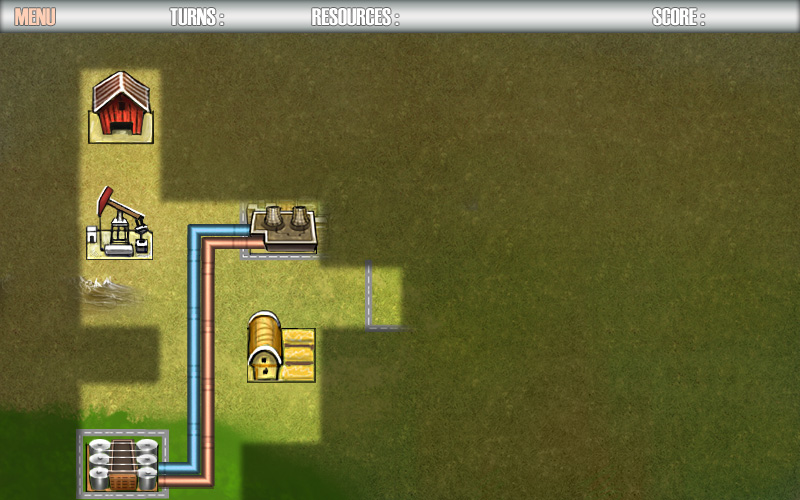 MENU TURNS : RESOURCES : SCORE :